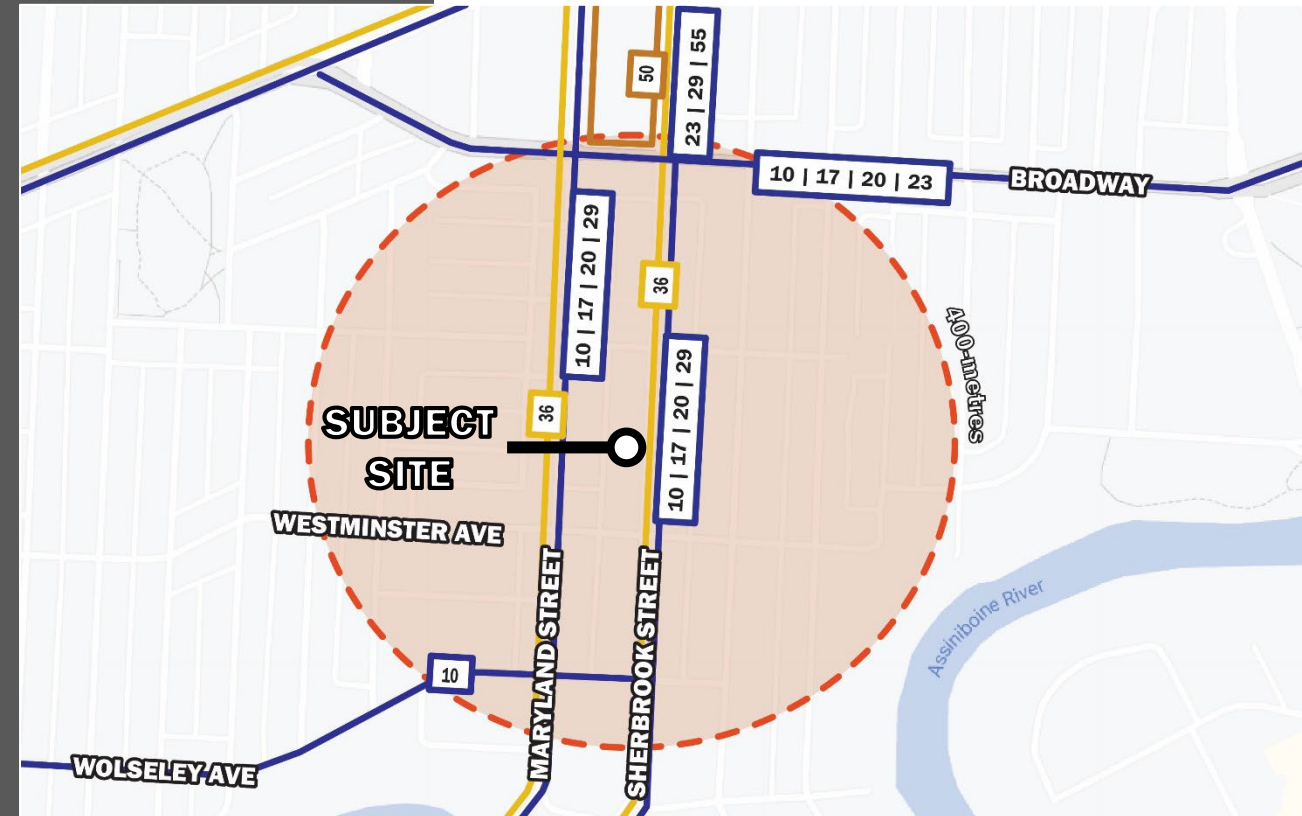 50
23 | 29 | 55
10 | 17 | 20 | 23
BROADWAY
10 | 17 | 20 | 29
36
400-metres
36
10 | 17 | 20 | 29
SUBJECT
SITE
WESTMINSTER AVE
MARYLAND STREET
SHERBROOK STREET
Assiniboine River
10
WOLSELEY AVE